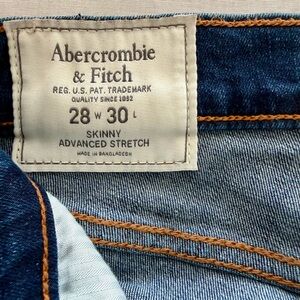 Abercrombie
& Fitch
REG. U.S. PAT. TRADEMARK
QUALITY SINCE 1892
28 W 30 L
SKINNY
ADVANCED STRETCH
MADE IN BANGLADESH